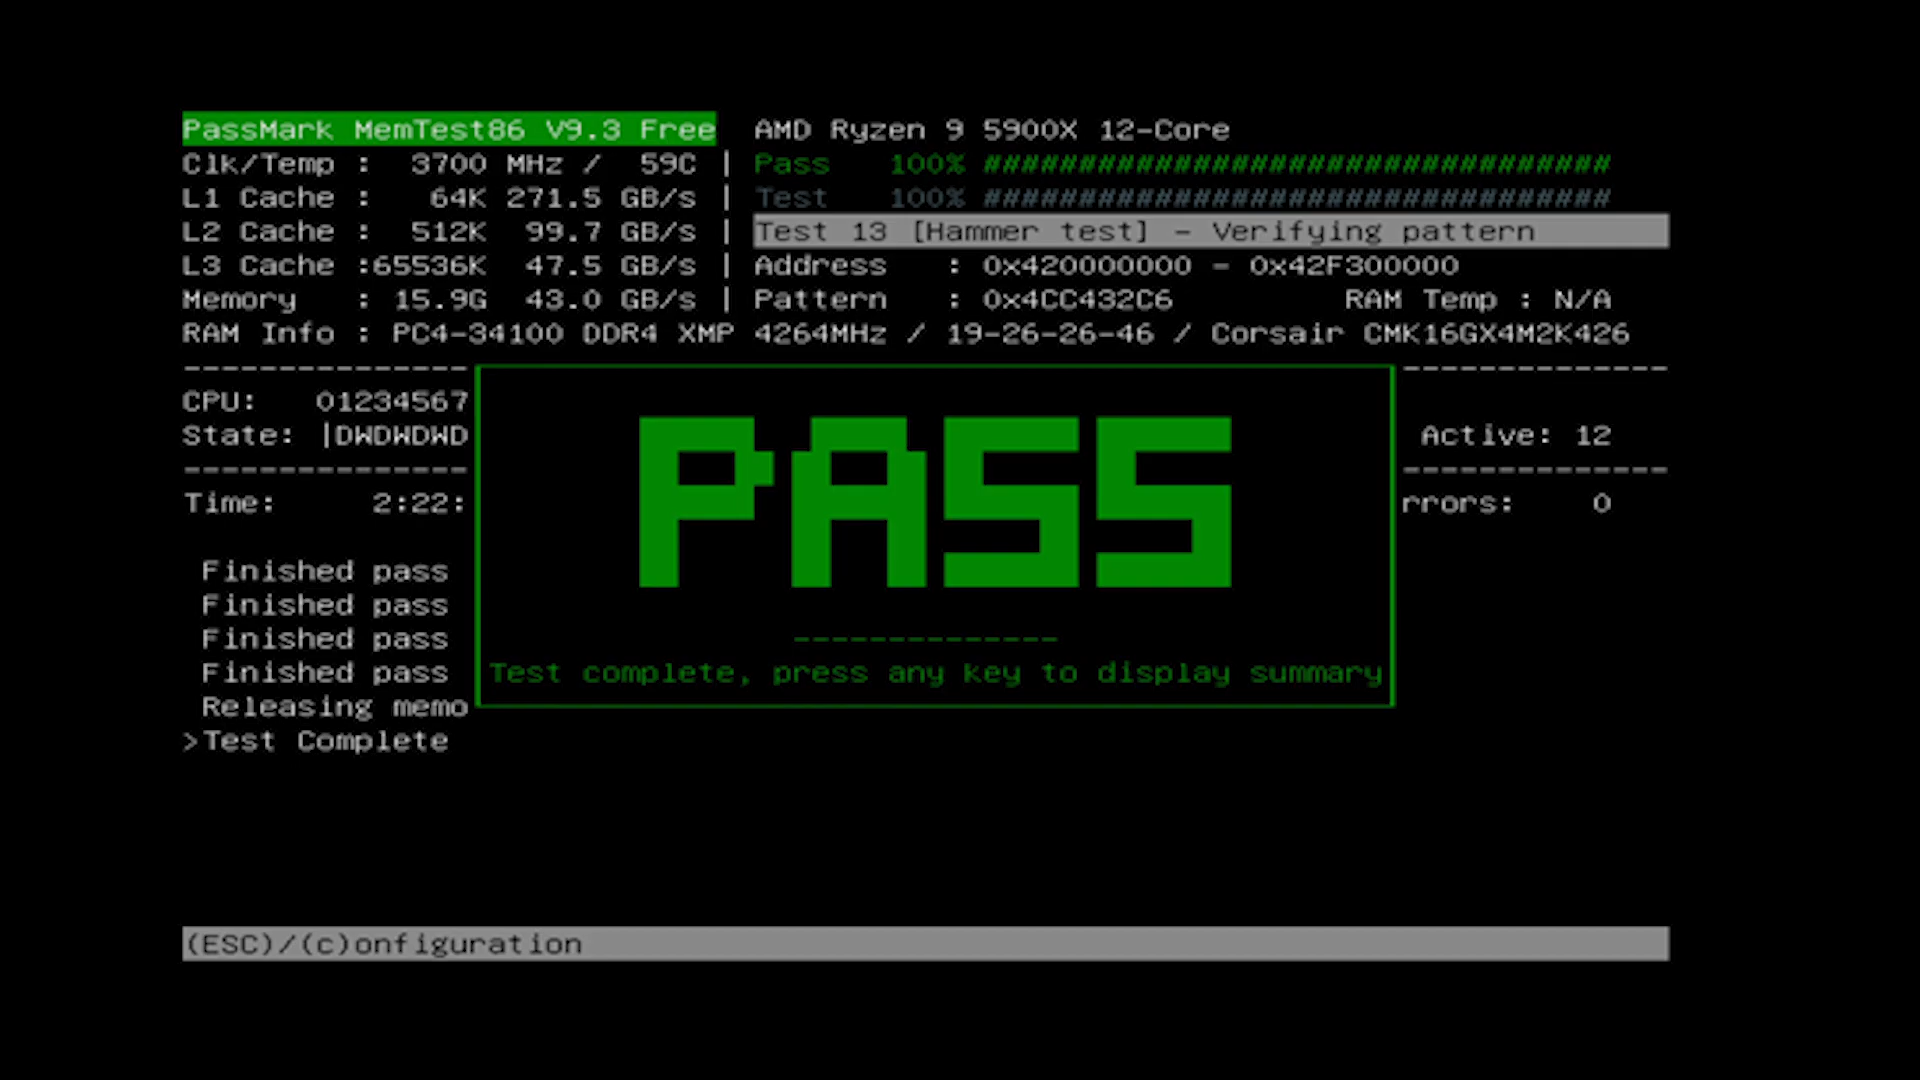 PassMark MemTest86 V9.3 Free AMD Ryzen 9 5900X 12-Core
Clk/Temp : 3700 MHz / 59C | Pass 100% #################################
L1 Cache : 64K 271.5 GB/s | Test 100% #################################
L2 Cache : 512K 99.7 GB/s | Test 13 [Hammer test] - Verifying pattern
L3 Cache :65536K 47.5 GB/s | Address : 0x420000000 - 0x42F300000
Memory : 15.9G 43.0 GB/s | Pattern : 0x4CC432C6 RAM Temp : N/A
RAM Info : PC4-34100 DDR4 XMP 4264MHz / 19-26-26-46 / Corsair CMK16GX4M2K426
CPU: 01234567
State: |DWDWDWD Active: 12
Time: 2:22: rrors: 0
PASS
Finished pass
Finished pass
Finished pass
Finished pass
Test complete, press any key to display summary
Releasing memo
>Test Complete
(ESC)/(c)onfiguration